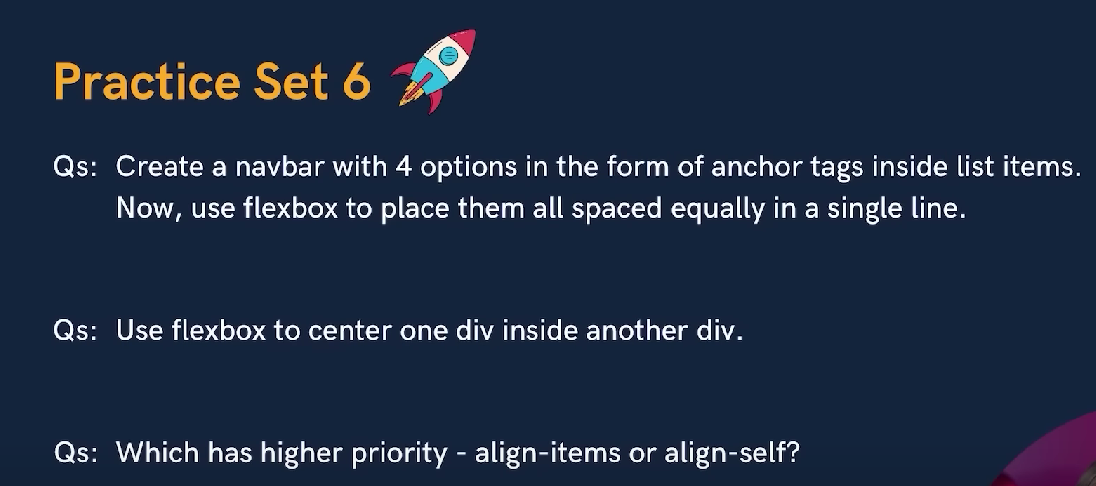 Practice Set 6
Qs: Create a navbar with 4 options in the form of anchor tags inside list items.
Now, use flexbox to place them all spaced equally in a single line.
Qs: Use flexbox to center one div inside another div.
Qs: Which has higher priority - align-items or align-self?